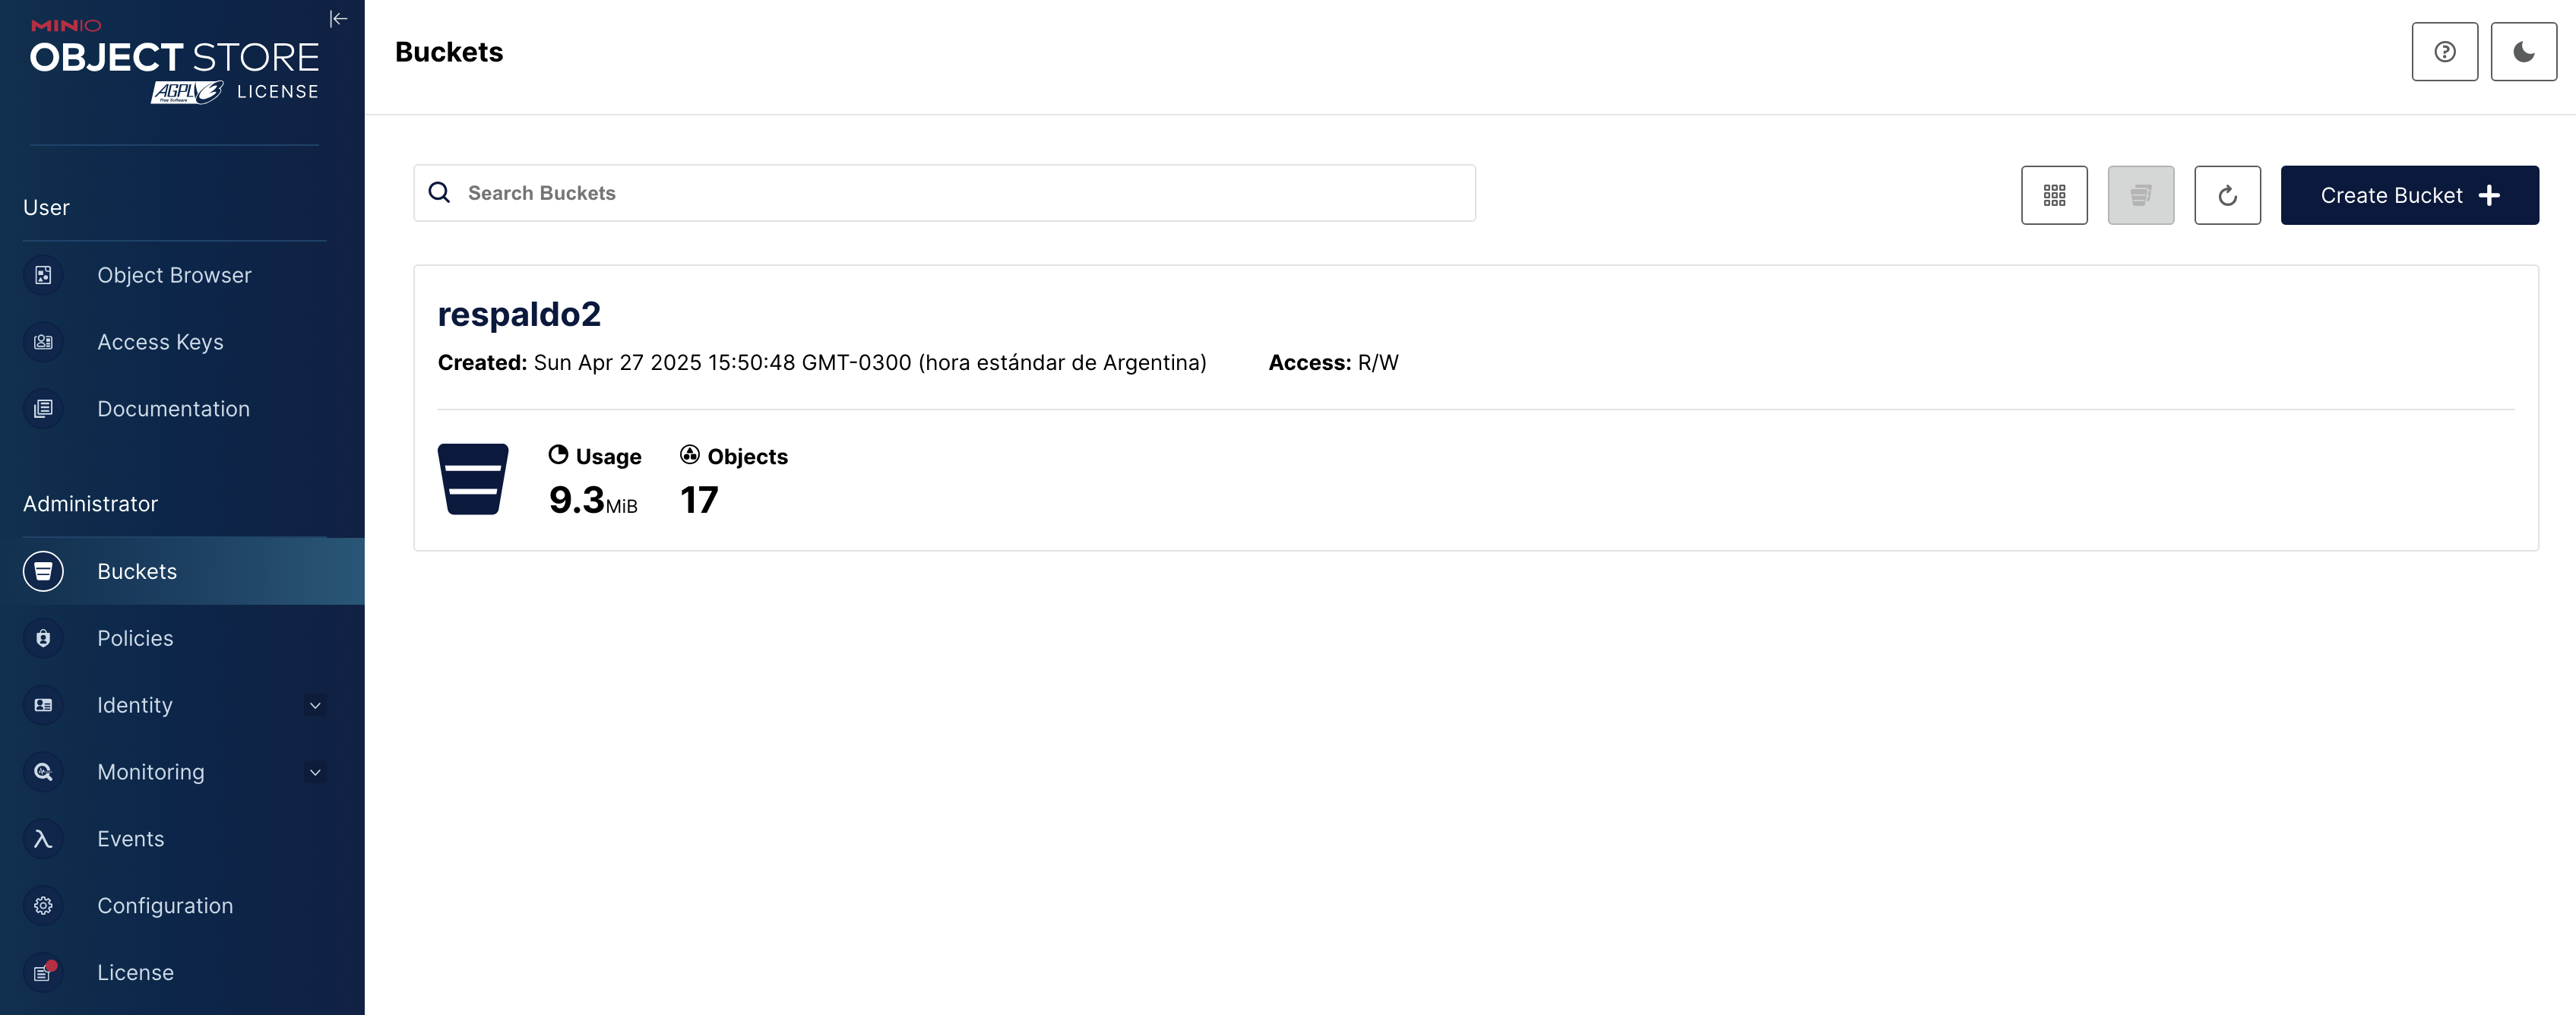 MINIO
OBJECT STORE
AGPLv3 LICENSE
Free Software
User
Object Browser
Access Keys
Documentation
Administrator
Buckets
Policies
Identity
Monitoring
Events
Configuration
License
Buckets
Search Buckets
Create Bucket
respaldo2
Created: Sun Apr 27 2025 15:50:48 GMT-0300 (hora estándar de Argentina) Access: R/W
Usage Objects
9.3MiB 17